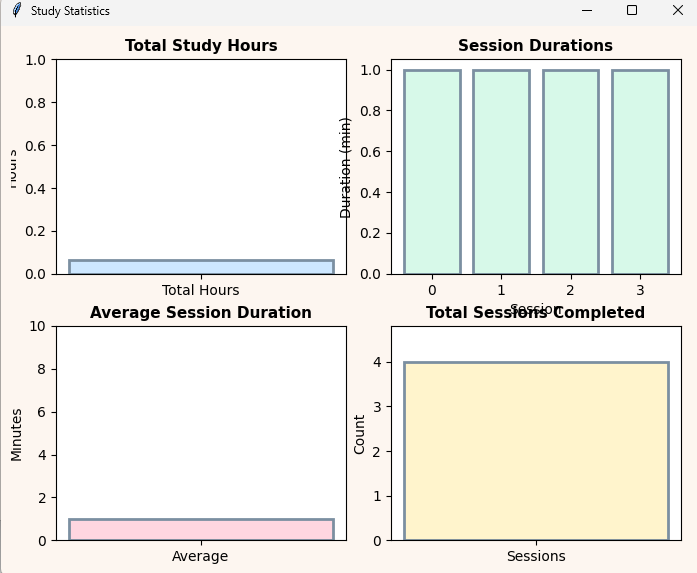 Study Statistics
Total Study Hours
Session Durations
1.0
0.8
0.6
0.4
0.2
0.0
Hours
Total Hours
1.0
0.8
0.6
0.4
0.2
0.0
Duration (min)
0 1 2 3
Session
Average Session Duration
Total Sessions Completed
10
8
6
4
2
0
Minutes
Average
4
3
2
1
0
Count
Sessions